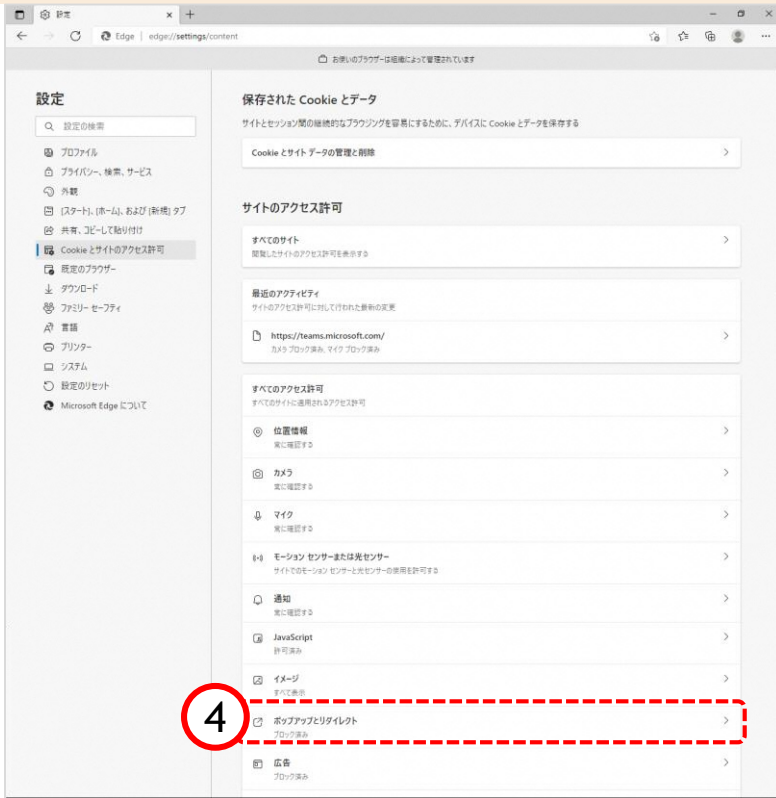 設定
Edge | edge://settings/content
お使いのブラウザーは組織によって管理されています
設定
設定の検索
プロファイル
プライバシー、検索、サービス
外観
[スタート]、[ホーム]、および [新規] タブ
共有、コピーして貼り付け
Cookie とサイトのアクセス許可
既定のブラウザー
ダウンロード
ファミリー セーフティ
言語
プリンター
システム
設定のリセット
Microsoft Edge について
保存された Cookie とデータ
サイトとセッション間の継続的なブラウジングを容易にするために、デバイスに Cookie とデータを保存する
Cookie とサイト データの管理と削除
サイトのアクセス許可
すべてのサイト
閲覧したサイトのアクセス許可を表示する
最近のアクティビティ
サイトのアクセス許可に対して行われた最新の変更
https://teams.microsoft.com/
カメラ ブロック済み, マイク ブロック済み
すべてのアクセス許可
すべてのサイトに適用されるアクセス許可
位置情報
常に確認する
カメラ
常に確認する
マイク
常に確認する
モーション センサーまたは光センサー
サイトでのモーション センサーと光センサーの使用を許可する
通知
常に確認する
JavaScript
許可済み
イメージ
すべて表示
4
ポップアップとリダイレクト
ブロック済み
広告
ブロック済み